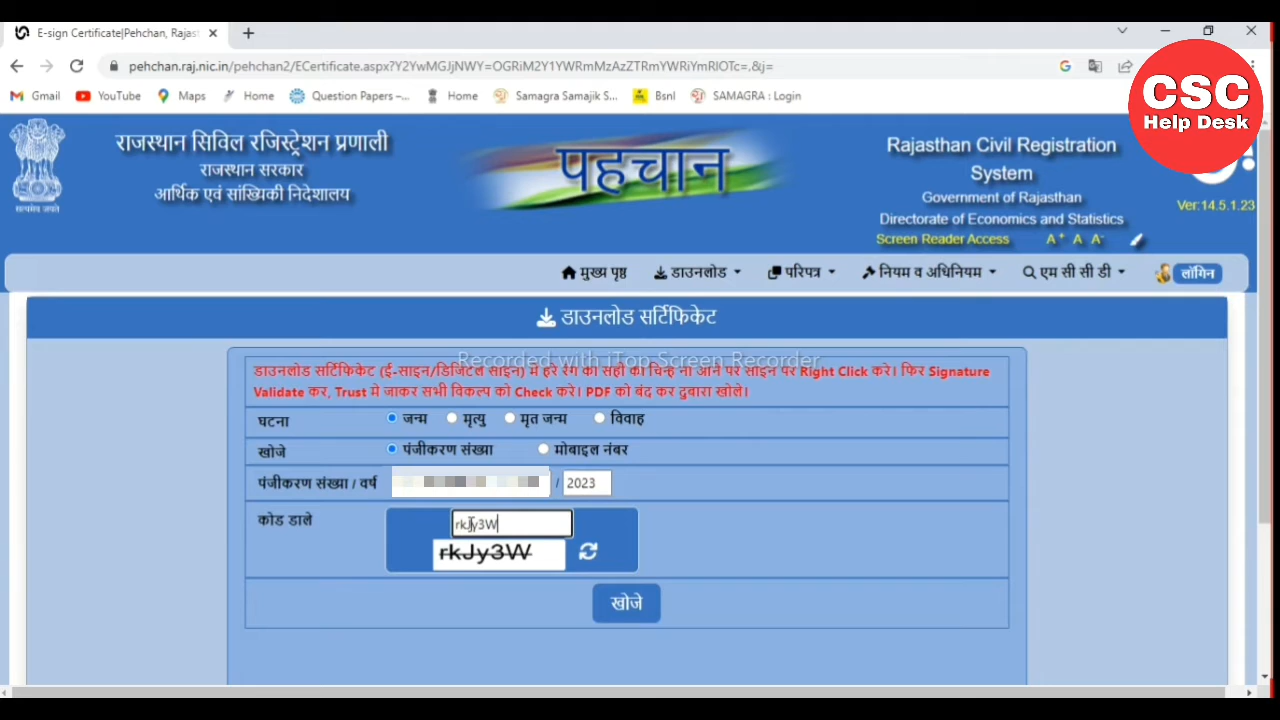 E-sign Certificate|Pehchan, Rajas
pehchan.raj.nic.in/pehchan2/ECertificate.aspx?Y2YwMGJjNWY=OGRiM2Y1YWRmMzAzZTRmYWRiYmRlOTc=,&j=
Gmail YouTube Maps Home Question Papers –... Home Samagra Samajik S... Bsnl SAMAGRA : Login
CSC
Help Desk
राजस्थान सिविल रजिस्ट्रेशन प्रणाली
राजस्थान सरकार
आर्थिक एवं सांख्यिकी निदेशालय
सत्यमेव जयते
पहचान
Rajasthan Civil Registration
System
Government of Rajasthan
Directorate of Economics and Statistics
Screen Reader Access A+ A A-
Ver:14.5.1.23
मुख्य पृष्ठ डाउनलोड परिपत्र नियम व अधिनियम एम सी सी डी लॉगिन
डाउनलोड सर्टिफिकेट
Recorded with iTop Screen Recorder
डाउनलोड सर्टिफिकेट (ई-साइन/डिजिटल साइन) में हरे रंग का सही का चिन्ह ना आने पर साइन पर Right Click करे। फिर Signature
Validate कर, Trust मे जाकर सभी विकल्प को Check करे। PDF को बंद कर दुबारा खोले।
घटना जन्म मृत्यु मृत जन्म विवाह
खोजे पंजीकरण संख्या मोबाइल नंबर
पंजीकरण संख्या / वर्ष / 2023
कोड डाले rkJy3W
rkJy3W
खोजे